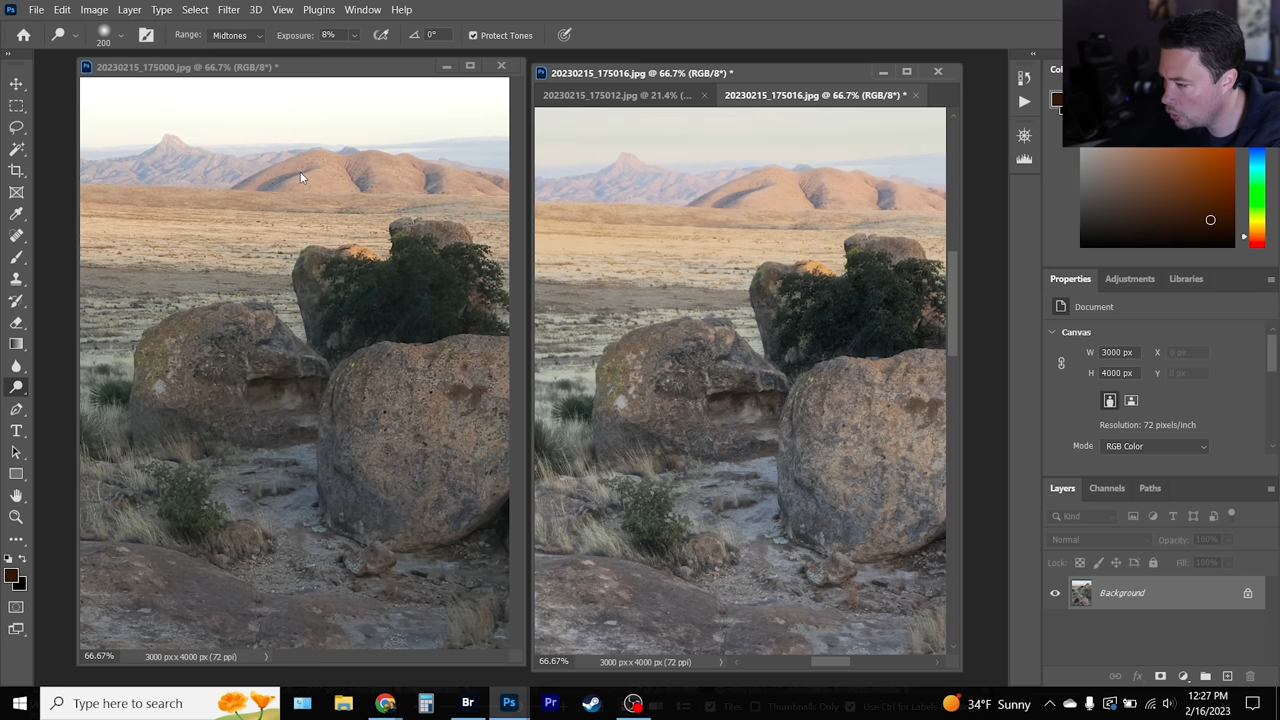 Ps File Edit Image Layer Type Select Filter 3D View Plugins Window Help
200 Range: Midtones Exposure: 8% 0° Protect Tones
20230215_175000.jpg @ 66.7% (RGB/8*) *
20230215_175016.jpg @ 66.7% (RGB/8*) *
20230215_175012.jpg @ 21.4% (... 20230215_175016.jpg @ 66.7% (RGB/8*) *
Properties Adjustments Libraries
Document
Canvas
W 3000 px X 0 px
H 4000 px Y 0 px
Resolution: 72 pixels/inch
Mode RGB Color
Layers Channels Paths
Kind
Normal Opacity: 100%
Lock: Fill: 100%
Background
66.67% 3000 px x 4000 px (72 ppi)
66.67% 3000 px x 4000 px (72 ppi)
Type here to search
Br Ps Pr
34°F Sunny
12:27 PM
2/16/2023
Tiles Thumbnails Only Use Ctrl for Labels